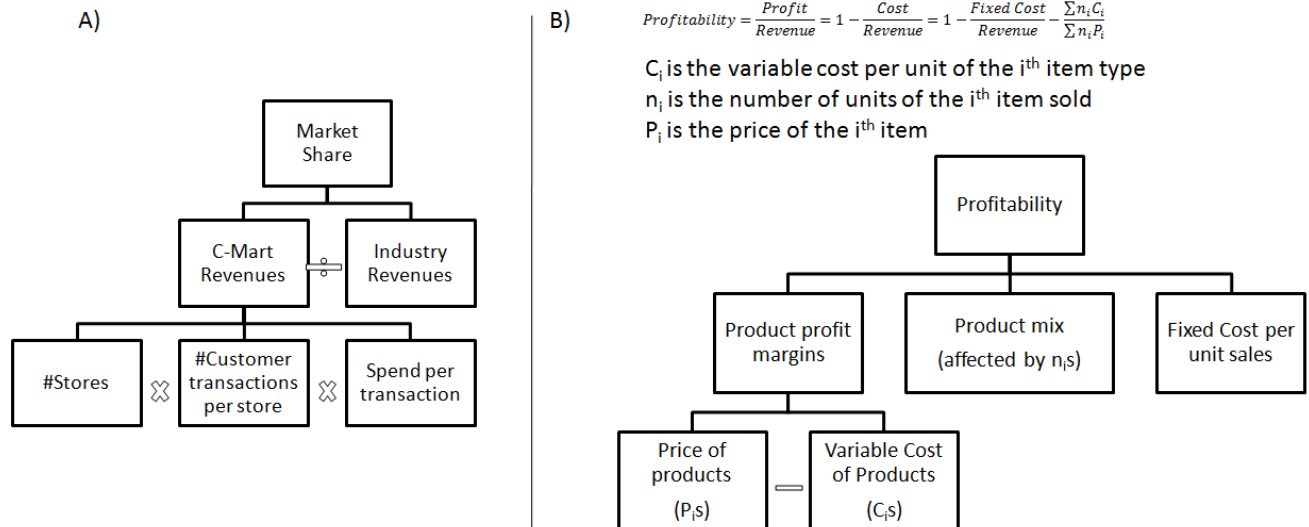 A)
Market
Share
C-Mart
Revenues
÷
Industry
Revenues
#Stores
×
#Customer
transactions
per store
×
Spend per
transaction
B)
Profitability = Profit/Revenue = 1 − Cost/Revenue = 1 − Fixed Cost/Revenue − ∑nᵢCᵢ/∑nᵢPᵢ
Cᵢ is the variable cost per unit of the iᵗʰ item type
nᵢ is the number of units of the iᵗʰ item sold
Pᵢ is the price of the iᵗʰ item
Profitability
Product profit
margins
Product mix
(affected by nᵢs)
Fixed Cost per
unit sales
Price of
products
(Pᵢs)
−
Variable Cost
of Products
(Cᵢs)